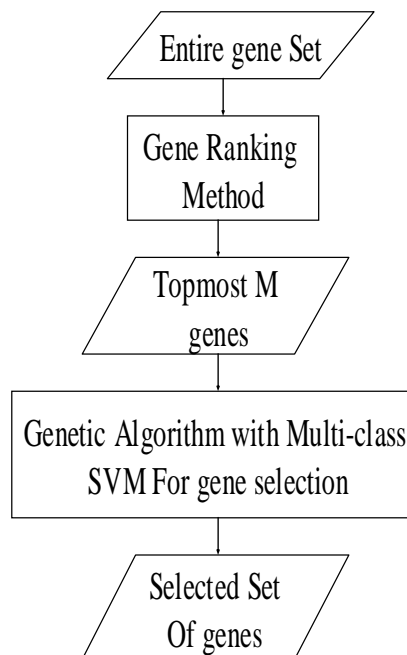 Entire gene Set
Gene Ranking
Method
Topmost M
genes
Genetic Algorithm with Multi-class
SVM For gene selection
Selected Set
Of genes